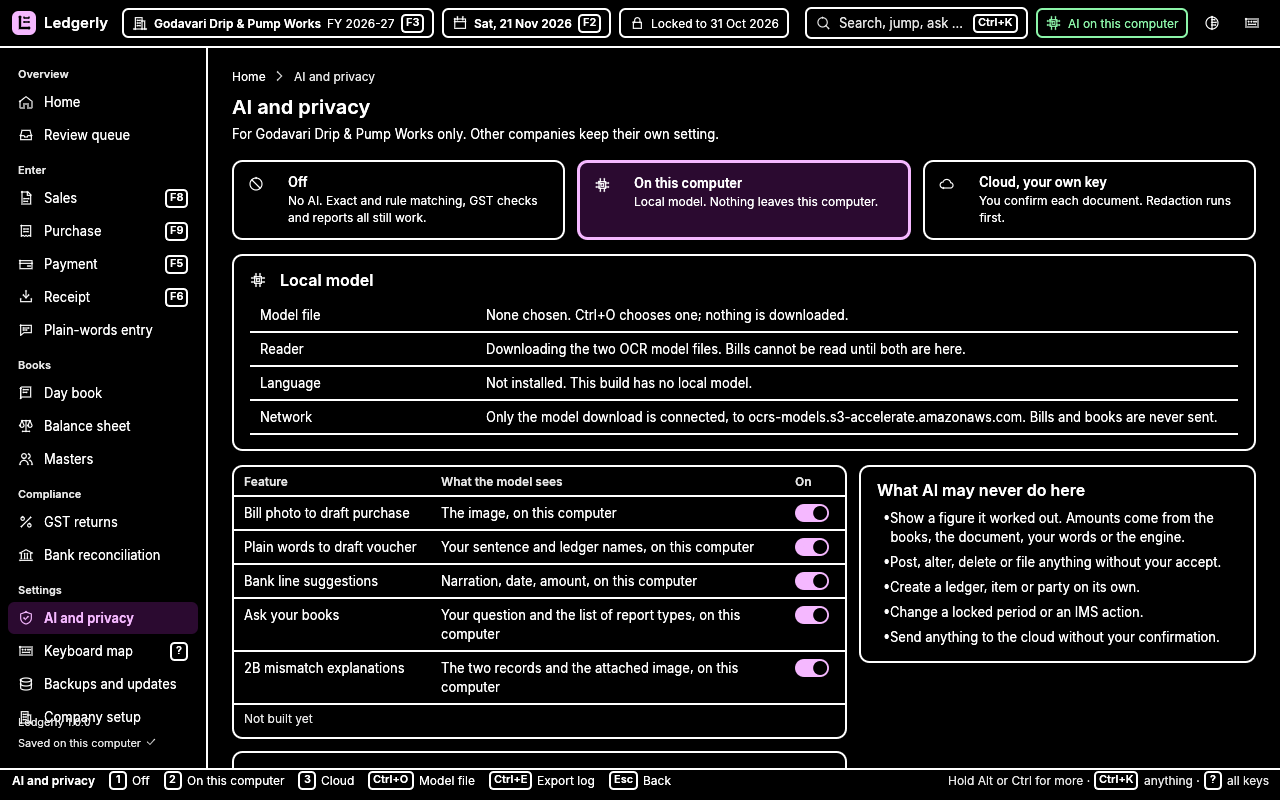 Ledgerly
Godavari Drip & Pump Works FY 2026-27 F3
Sat, 21 Nov 2026 F2
Locked to 31 Oct 2026
Search, jump, ask ... Ctrl+K
AI on this computer
Overview
Home
Review queue
Enter
Sales F8
Purchase F9
Payment F5
Receipt F6
Plain-words entry
Books
Day book
Balance sheet
Masters
Compliance
GST returns
Bank reconciliation
Settings
AI and privacy
Keyboard map ?
Backups and updates
Company setup
Ledgerly 1.0.0
Saved on this computer
Home AI and privacy
AI and privacy
For Godavari Drip & Pump Works only. Other companies keep their own setting.
Off
No AI. Exact and rule matching, GST checks
and reports all still work.
On this computer
Local model. Nothing leaves this computer.
Cloud, your own key
You confirm each document. Redaction runs
first.
Local model
Model file None chosen. Ctrl+O chooses one; nothing is downloaded.
Reader Downloading the two OCR model files. Bills cannot be read until both are here.
Language Not installed. This build has no local model.
Network Only the model download is connected, to ocrs-models.s3-accelerate.amazonaws.com. Bills and books are never sent.
Feature What the model sees On
Bill photo to draft purchase The image, on this computer
Plain words to draft voucher Your sentence and ledger names, on this computer
Bank line suggestions Narration, date, amount, on this computer
Ask your books Your question and the list of report types, on this
computer
2B mismatch explanations The two records and the attached image, on this
computer
Not built yet
What AI may never do here
•Show a figure it worked out. Amounts come from the
books, the document, your words or the engine.
•Post, alter, delete or file anything without your accept.
•Create a ledger, item or party on its own.
•Change a locked period or an IMS action.
•Send anything to the cloud without your confirmation.
AI and privacy 1 Off 2 On this computer 3 Cloud Ctrl+O Model file Ctrl+E Export log Esc Back
Hold Alt or Ctrl for more · Ctrl+K anything · ? all keys